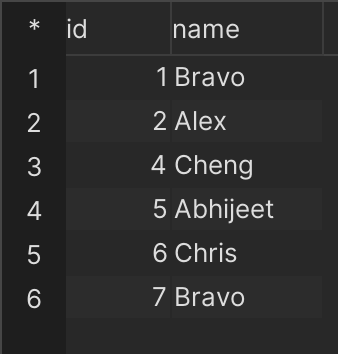 * id name
1 1 Bravo
2 2 Alex
3 4 Cheng
4 5 Abhijeet
5 6 Chris
6 7 Bravo